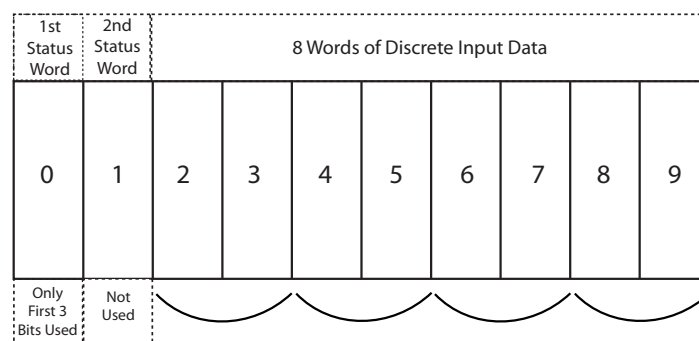 1st
Status
Word
2nd
Status
Word
8 Words of Discrete Input Data
0 1 2 3 4 5 6 7 8 9
Only
First 3
Bits Used
Not
Used